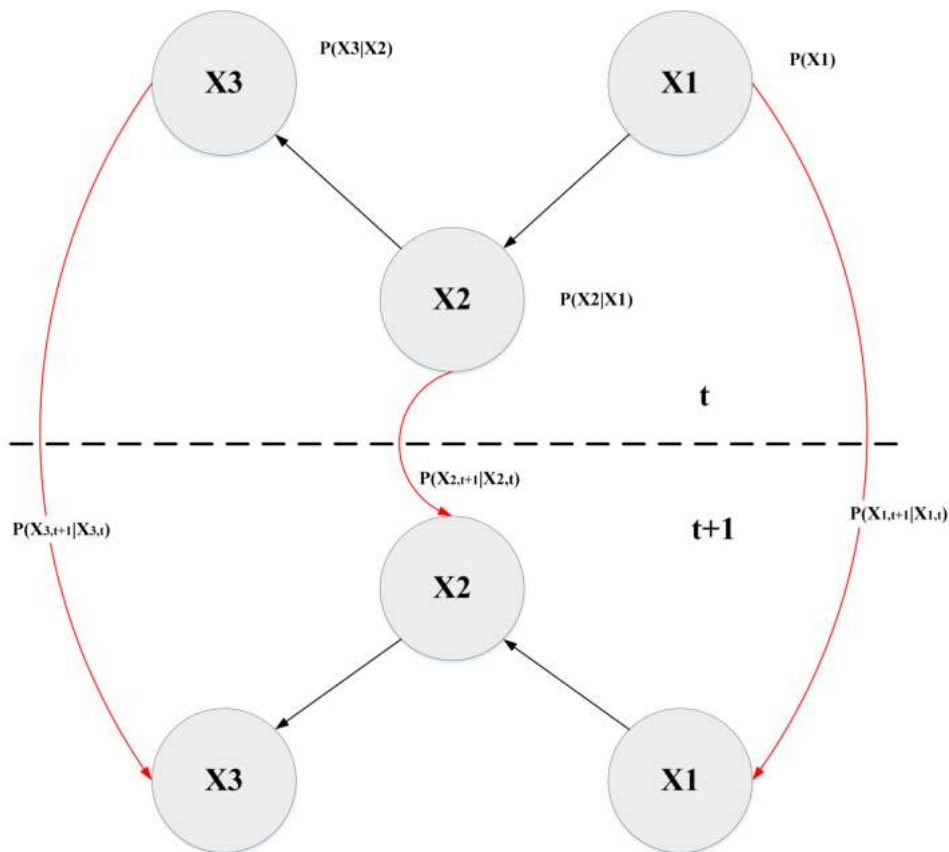 P(X3|X2)
P(X1)
X3
X1
X2
P(X2|X1)
t
P(X2,t+1|X2,t)
P(X3,t+1|X3,t)
P(X1,t+1|X1,t)
t+1
X2
X3
X1